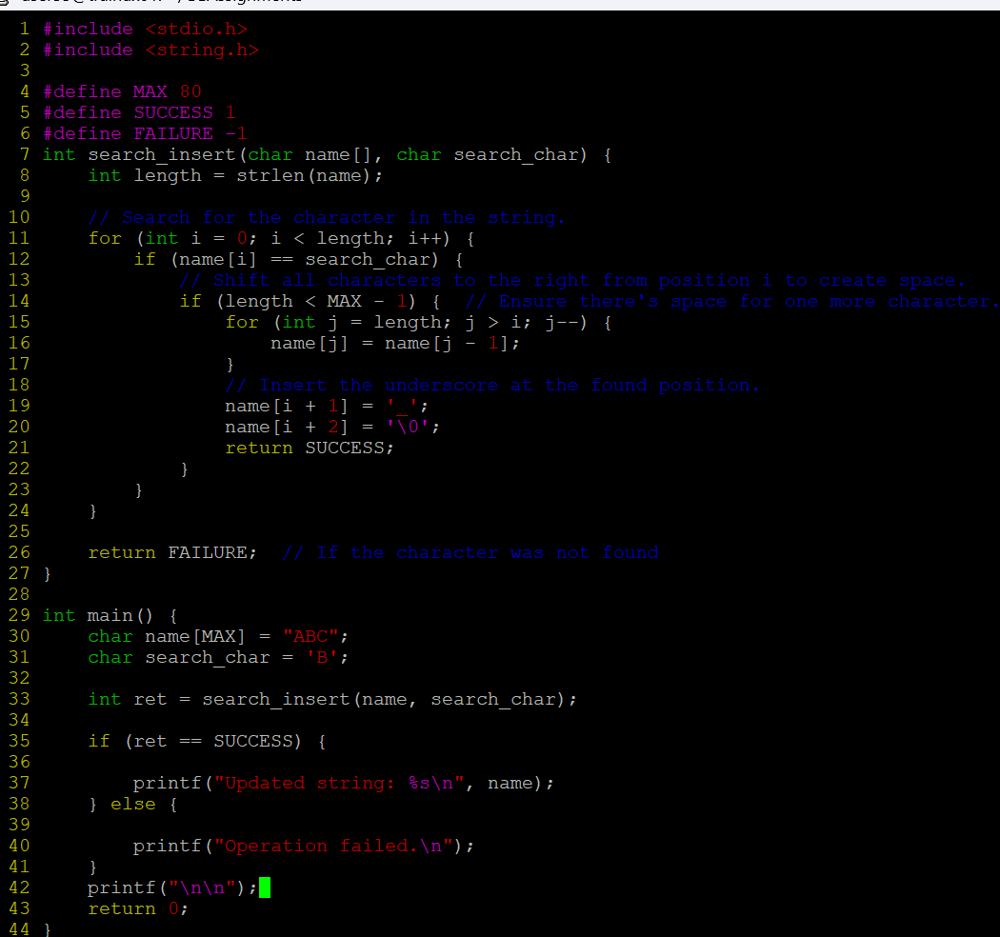 1 #include <stdio.h>
2 #include <string.h>
3
4 #define MAX 80
5 #define SUCCESS 1
6 #define FAILURE -1
7 int search_insert(char name[], char search_char) {
8     int length = strlen(name);
9
10     // Search for the character in the string.
11     for (int i = 0; i < length; i++) {
12         if (name[i] == search_char) {
13             // Shift all characters to the right from position i to create space.
14             if (length < MAX - 1) {  // Ensure there's space for one more character.
15                 for (int j = length; j > i; j--) {
16                     name[j] = name[j - 1];
17                 }
18                 // Insert the underscore at the found position.
19                 name[i + 1] = '_';
20                 name[i + 2] = '\0';
21                 return SUCCESS;
22             }
23         }
24     }
25
26     return FAILURE;  // If the character was not found
27 }
28
29 int main() {
30     char name[MAX] = "ABC";
31     char search_char = 'B';
32
33     int ret = search_insert(name, search_char);
34
35     if (ret == SUCCESS) {
36
37         printf("Updated string: %s\n", name);
38     } else {
39
40         printf("Operation failed.\n");
41     }
42     printf("\n\n");
43     return 0;
44 }